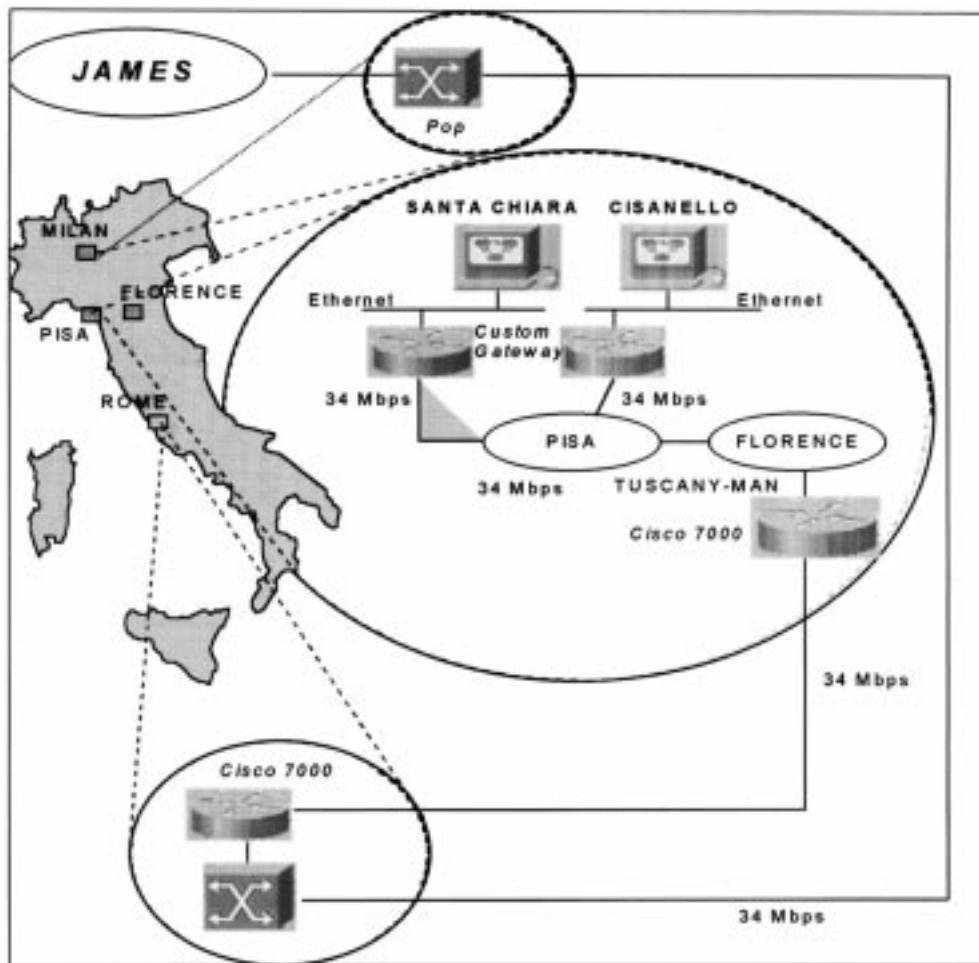 JAMES
Pop
SANTA CHIARA
CISANELLO
MILAN
Ethernet
Ethernet
FLORENCE
PISA
Custom
Gateway
ROME
34 Mbps
34 Mbps
PISA
FLORENCE
34 Mbps
TUSCANY-MAN
Cisco 7000
34 Mbps
Cisco 7000
34 Mbps